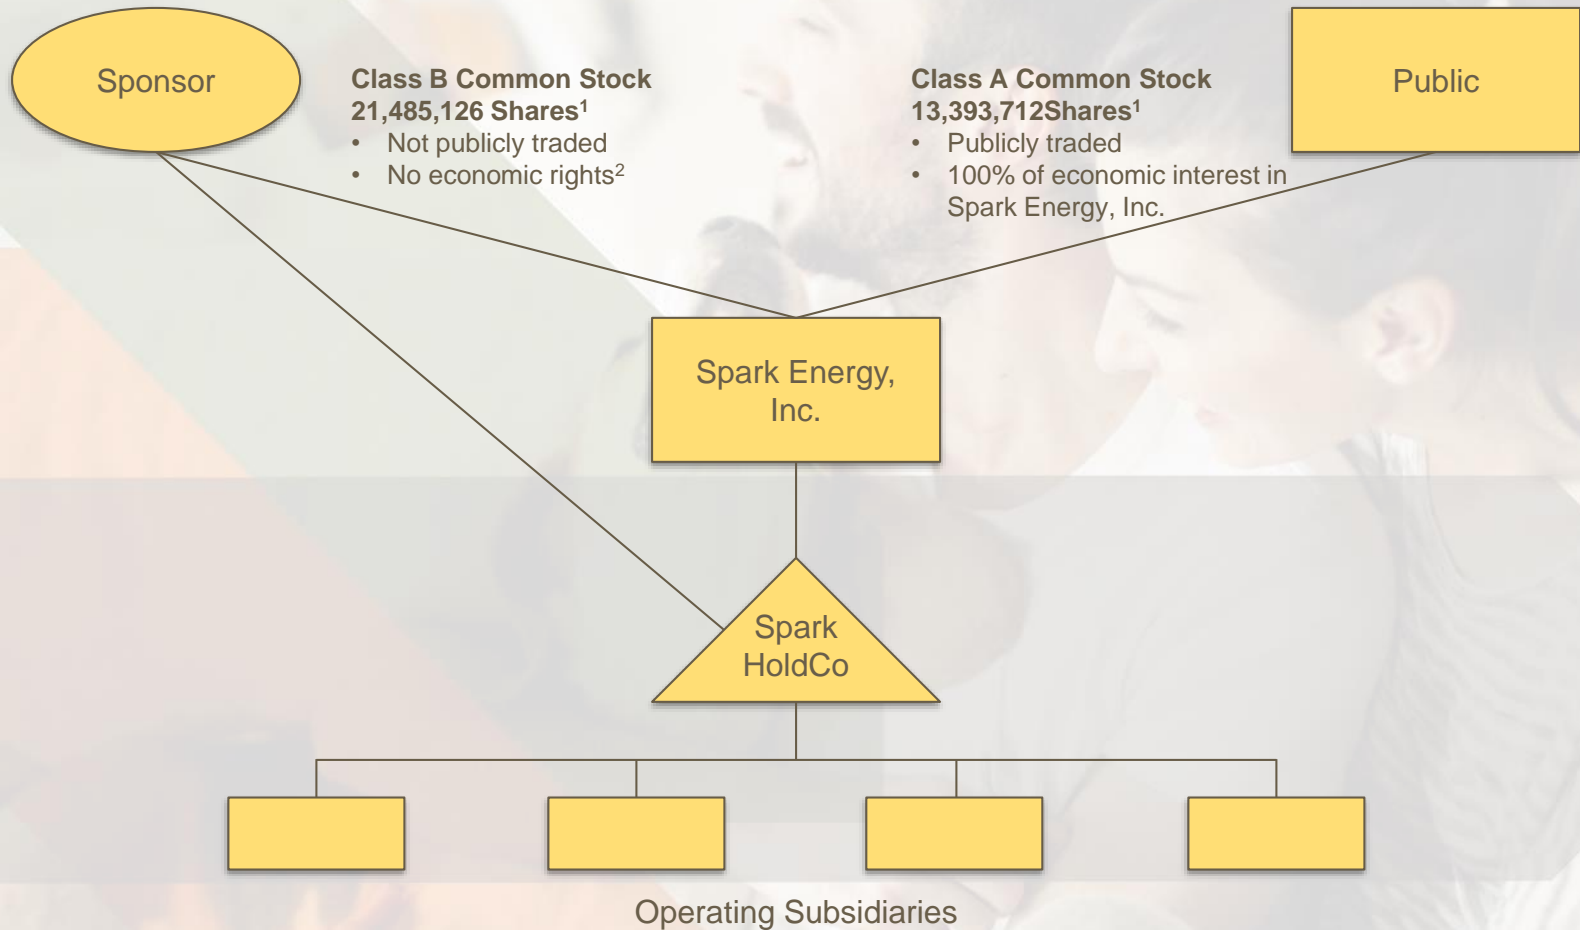 Sponsor
Class B Common Stock
21,485,126 Shares¹
• Not publicly traded
• No economic rights²
Class A Common Stock
13,393,712Shares¹
• Publicly traded
• 100% of economic interest in
Spark Energy, Inc.
Public
Spark Energy,
Inc.
Spark
HoldCo
Operating Subsidiaries